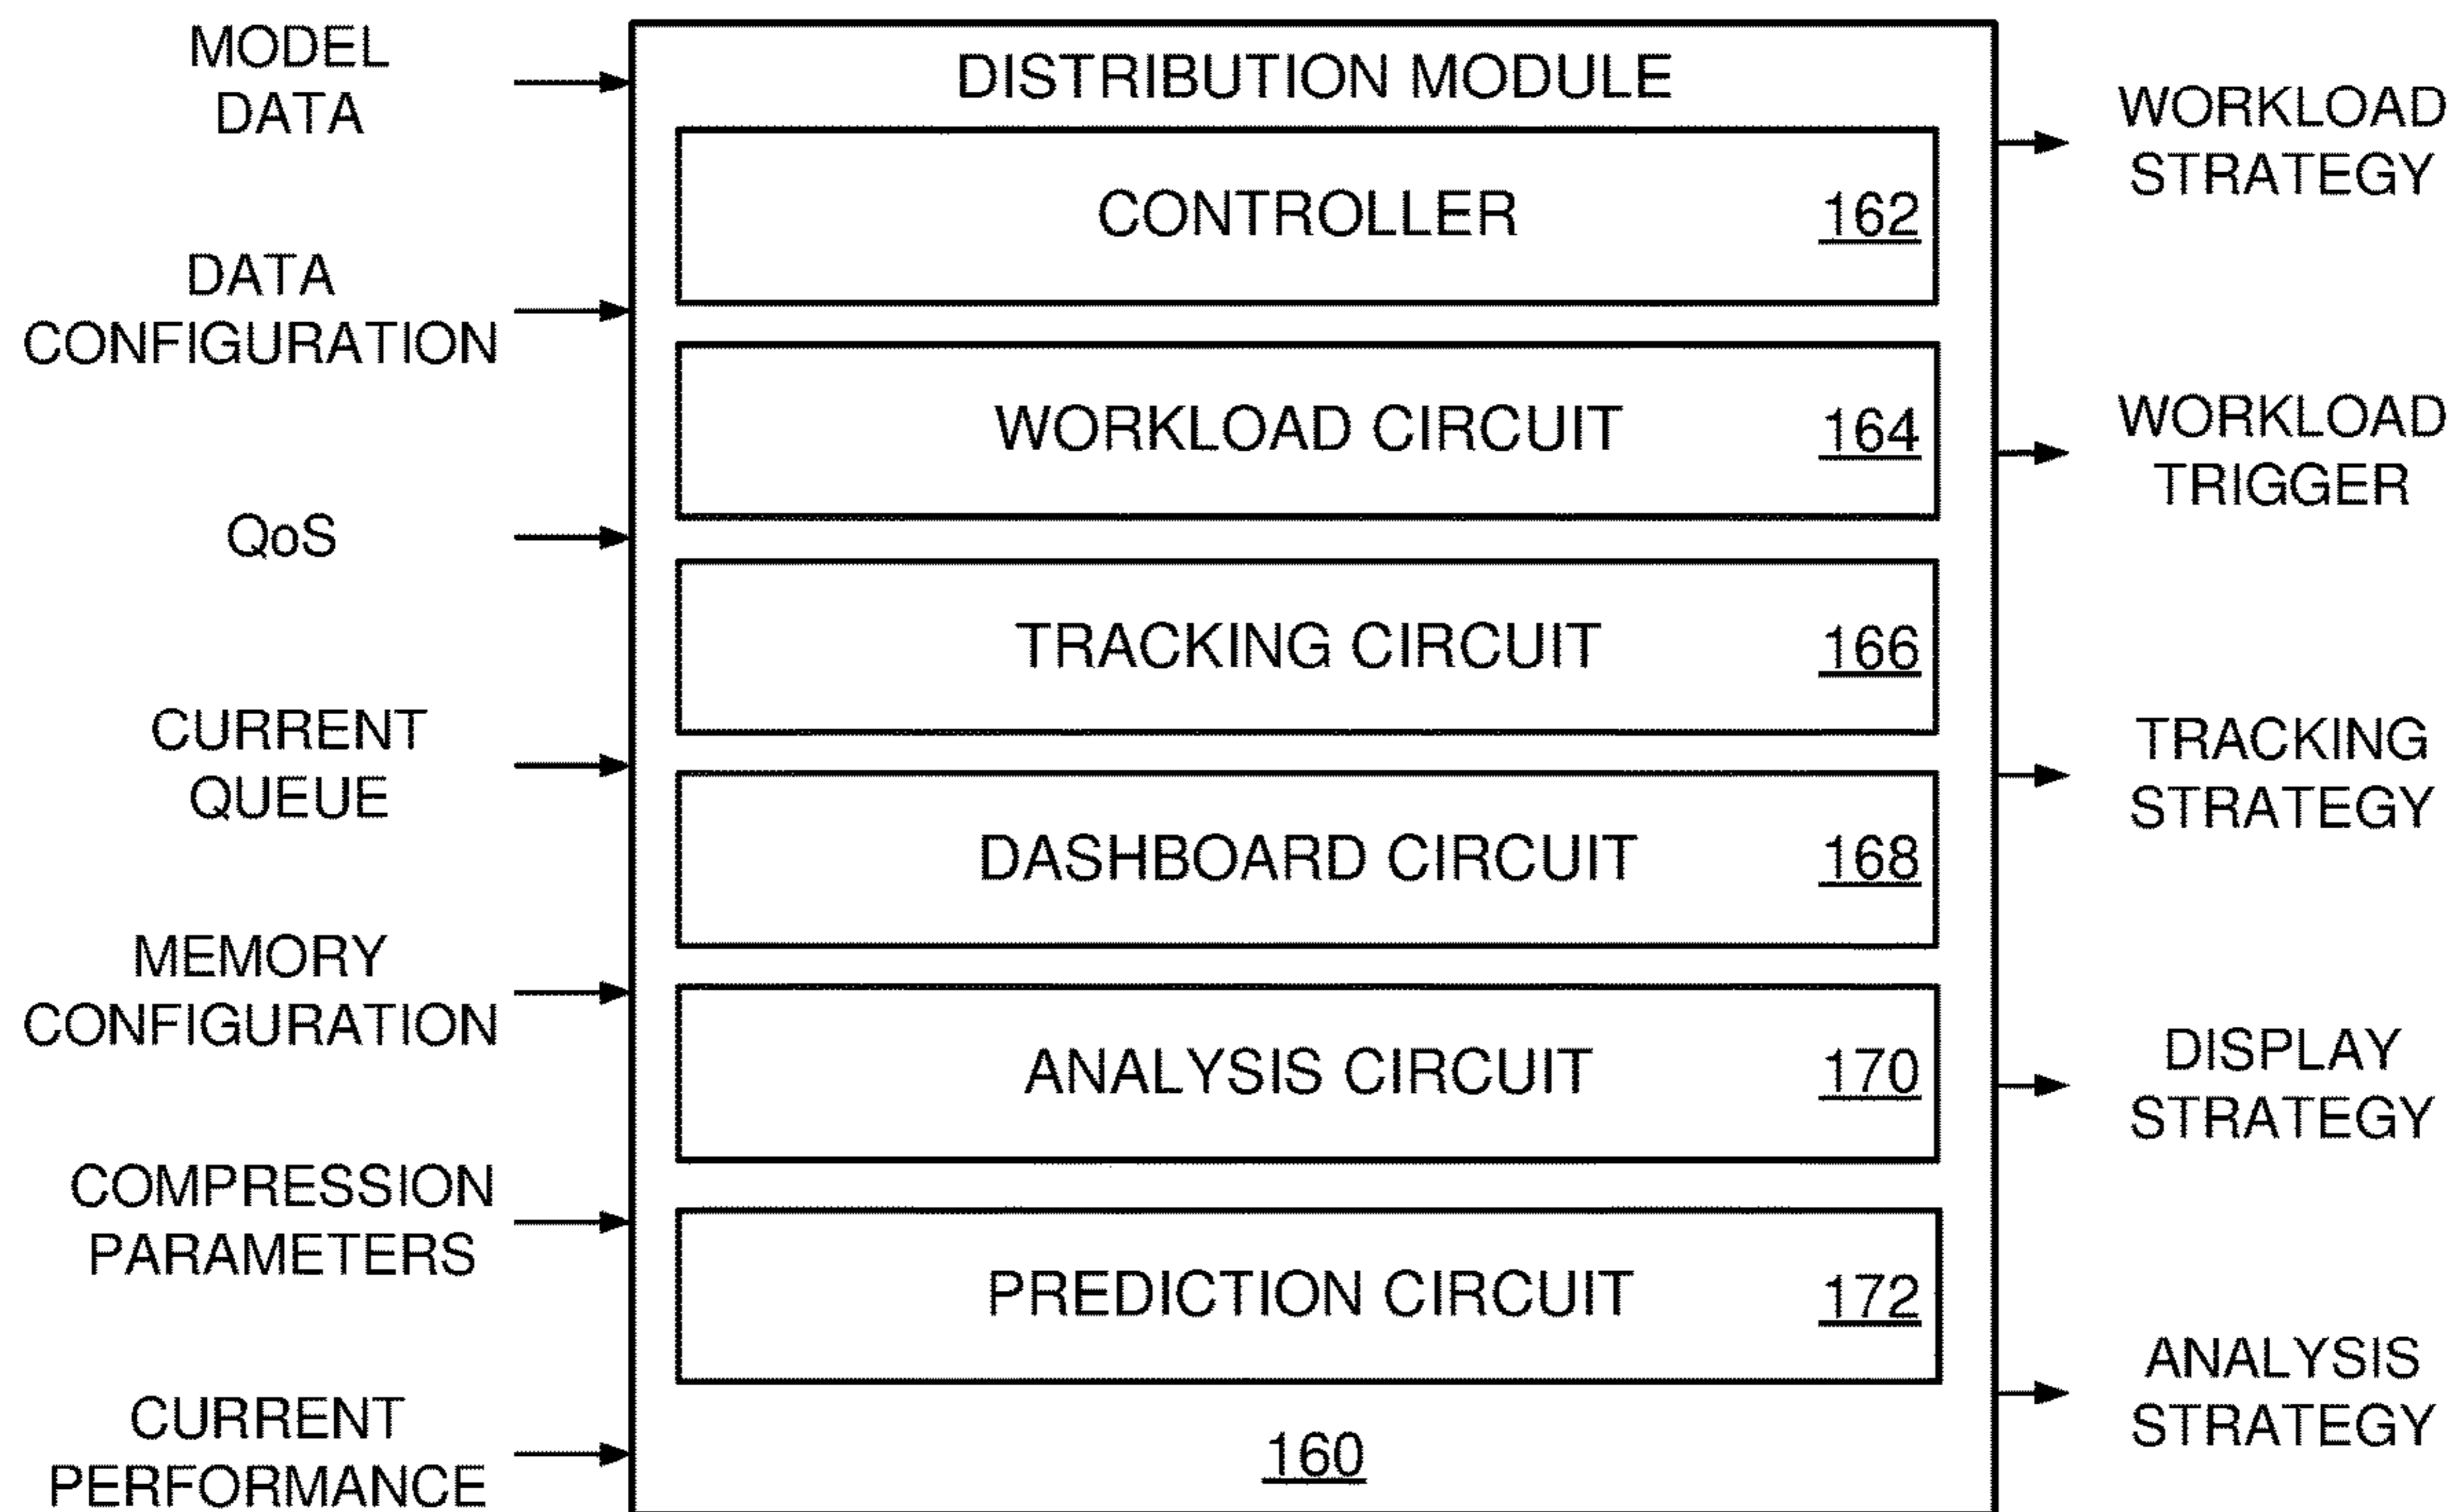 MODEL
DATA
DATA
CONFIGURATION
QoS
CURRENT
QUEUE
MEMORY
CONFIGURATION
COMPRESSION
PARAMETERS
CURRENT
PERFORMANCE
DISTRIBUTION MODULE
CONTROLLER 162
WORKLOAD CIRCUIT 164
TRACKING CIRCUIT 166
DASHBOARD CIRCUIT 168
ANALYSIS CIRCUIT 170
PREDICTION CIRCUIT 172
160
WORKLOAD
STRATEGY
WORKLOAD
TRIGGER
TRACKING
STRATEGY
DISPLAY
STRATEGY
ANALYSIS
STRATEGY